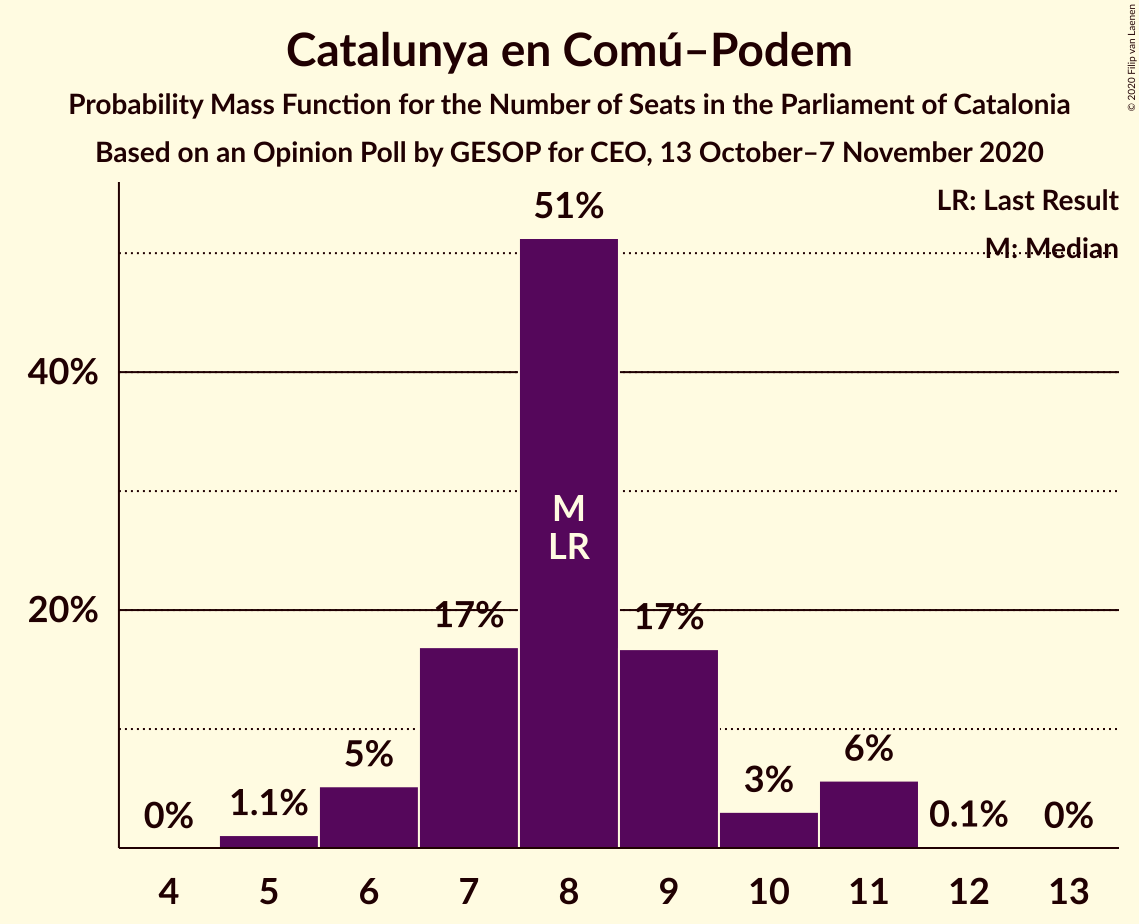 Catalunya en Comú–Podem
Probability Mass Function for the Number of Seats in the Parliament of Catalonia
Based on an Opinion Poll by GESOP for CEO, 13 October–7 November 2020
© 2020 Filip van Laenen
LR: Last Result
M: Median
51%
40%
M
LR
20%
17%
17%
5%
6%
3%
0%
1.1%
0.1%
0%
4 5 6 7 8 9 10 11 12 13